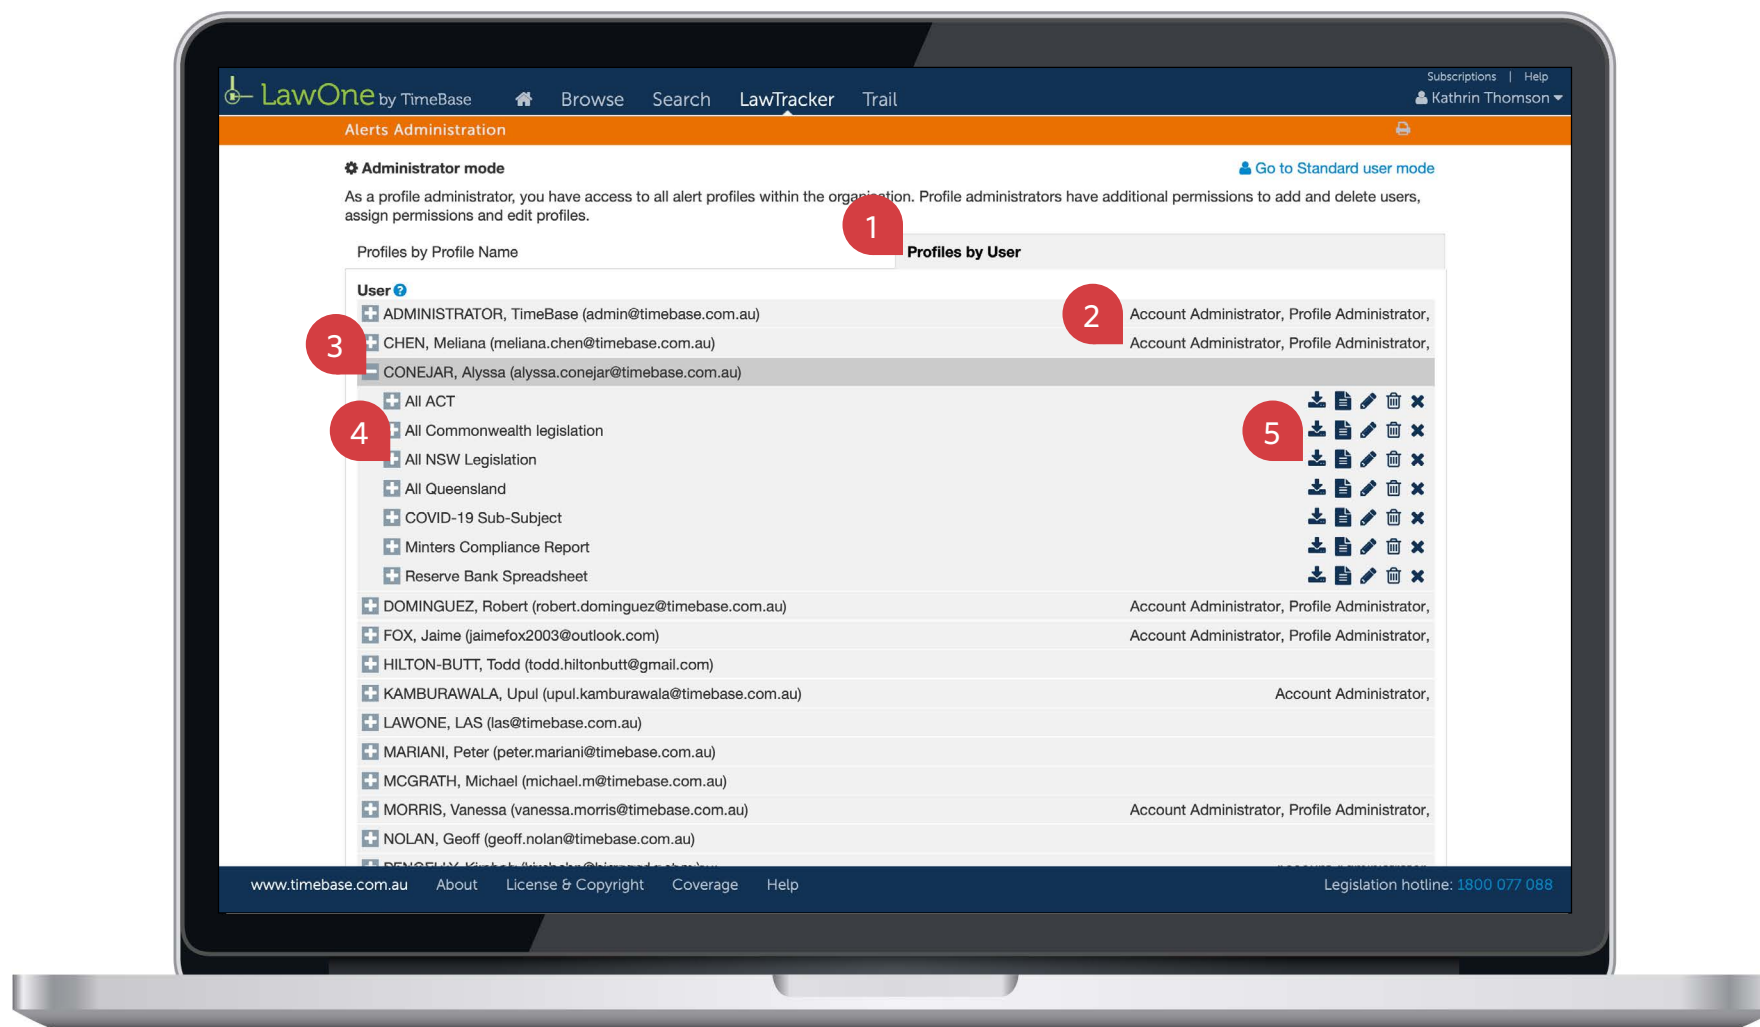 Subscriptions | Help
LawOne by TimeBase Browse Search LawTracker Trail Kathrin Thomson
Alerts Administration
Administrator mode Go to Standard user mode
As a profile administrator, you have access to all alert profiles within the organisation. Profile administrators have additional permissions to add and delete users,
assign permissions and edit profiles.
1
Profiles by Profile Name Profiles by User
User ?
ADMINISTRATOR, TimeBase (admin@timebase.com.au) 2 Account Administrator, Profile Administrator,
3 CHEN, Meliana (meliana.chen@timebase.com.au) Account Administrator, Profile Administrator,
CONEJAR, Alyssa (alyssa.conejar@timebase.com.au)
All ACT
4 All Commonwealth legislation 5
All NSW Legislation
All Queensland
COVID-19 Sub-Subject
Minters Compliance Report
Reserve Bank Spreadsheet
DOMINGUEZ, Robert (robert.dominguez@timebase.com.au) Account Administrator, Profile Administrator,
FOX, Jaime (jaimefox2003@outlook.com) Account Administrator, Profile Administrator,
HILTON-BUTT, Todd (todd.hiltonbutt@gmail.com)
KAMBURAWALA, Upul (upul.kamburawala@timebase.com.au) Account Administrator,
LAWONE, LAS (las@timebase.com.au)
MARIANI, Peter (peter.mariani@timebase.com.au)
MCGRATH, Michael (michael.m@timebase.com.au)
MORRIS, Vanessa (vanessa.morris@timebase.com.au) Account Administrator, Profile Administrator,
NOLAN, Geoff (geoff.nolan@timebase.com.au)
www.timebase.com.au About License & Copyright Coverage Help Legislation hotline: 1800 077 088